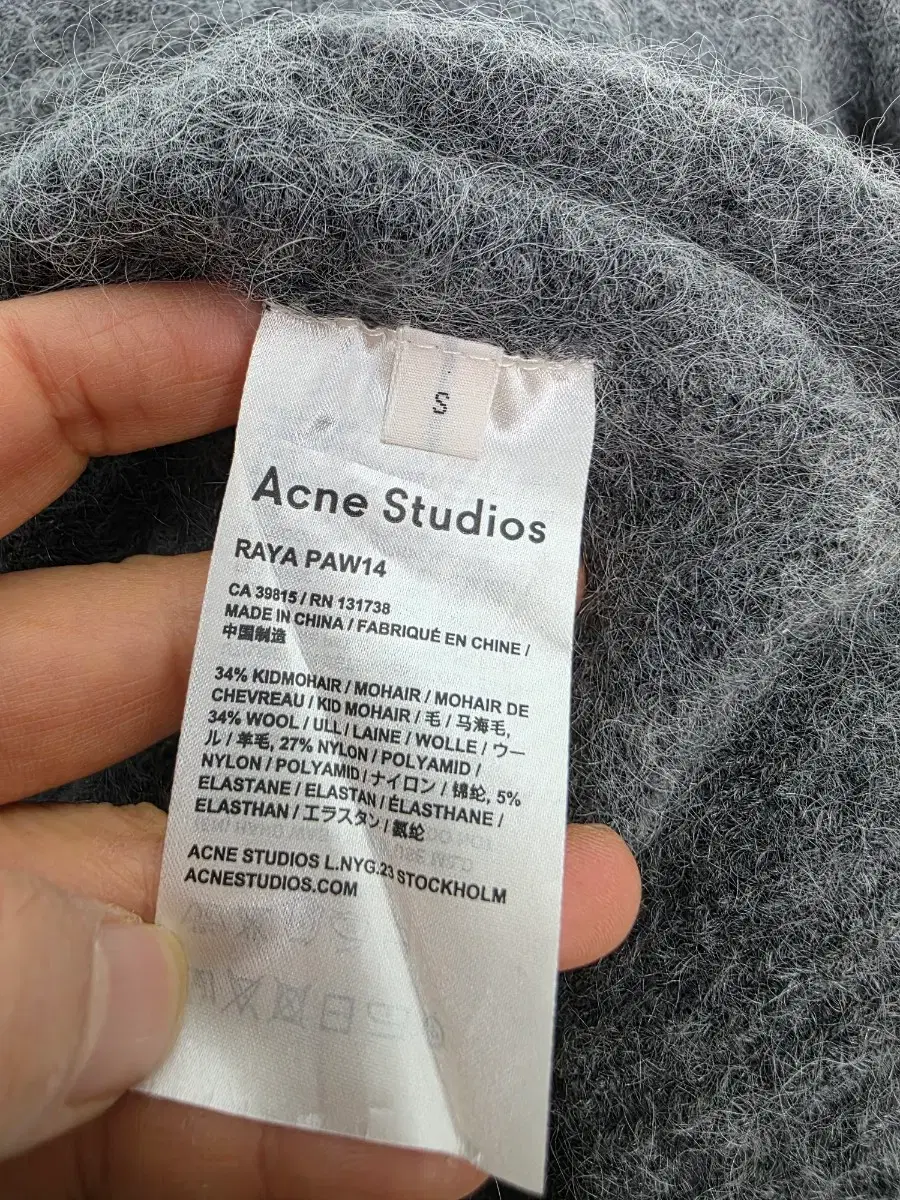 S
Acne Studios
RAYA PAW14
CA 39815 / RN 131738
MADE IN CHINA / FABRIQUÉ EN CHINE /
中国制造
34% KIDMOHAIR / MOHAIR / MOHAIR DE
CHEVREAU / KID MOHAIR / 毛 / 马海毛,
34% WOOL / ULL / LAINE / WOLLE / ウー
ル / 羊毛, 27% NYLON / POLYAMID /
NYLON / POLYAMID / ナイロン / 锦纶, 5%
ELASTANE / ELASTAN / ÉLASTHANE /
ELASTHAN / エラスタン / 氨纶
ACNE STUDIOS L.NYG.23 STOCKHOLM
ACNESTUDIOS.COM